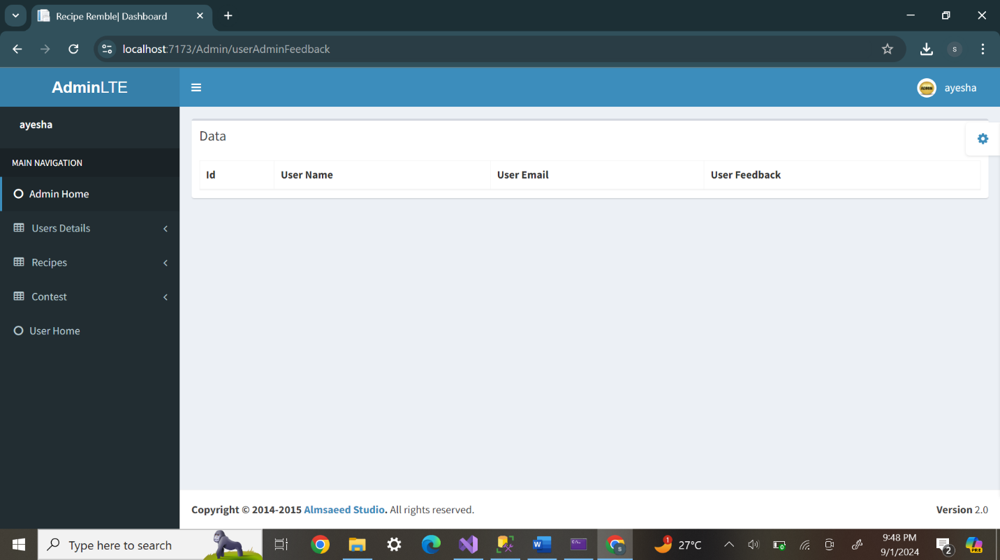 Recipe Remble| Dashboard
localhost:7173/Admin/userAdminFeedback
s
AdminLTE
ADMIN
ayesha
ayesha
MAIN NAVIGATION
Admin Home
Users Details
Recipes
Contest
User Home
Data
Id User Name User Email User Feedback
Copyright © 2014-2015 Almsaeed Studio. All rights reserved.
Version 2.0
Type here to search
s
1
27°C
9:48 PM
9/1/2024
2
PRE